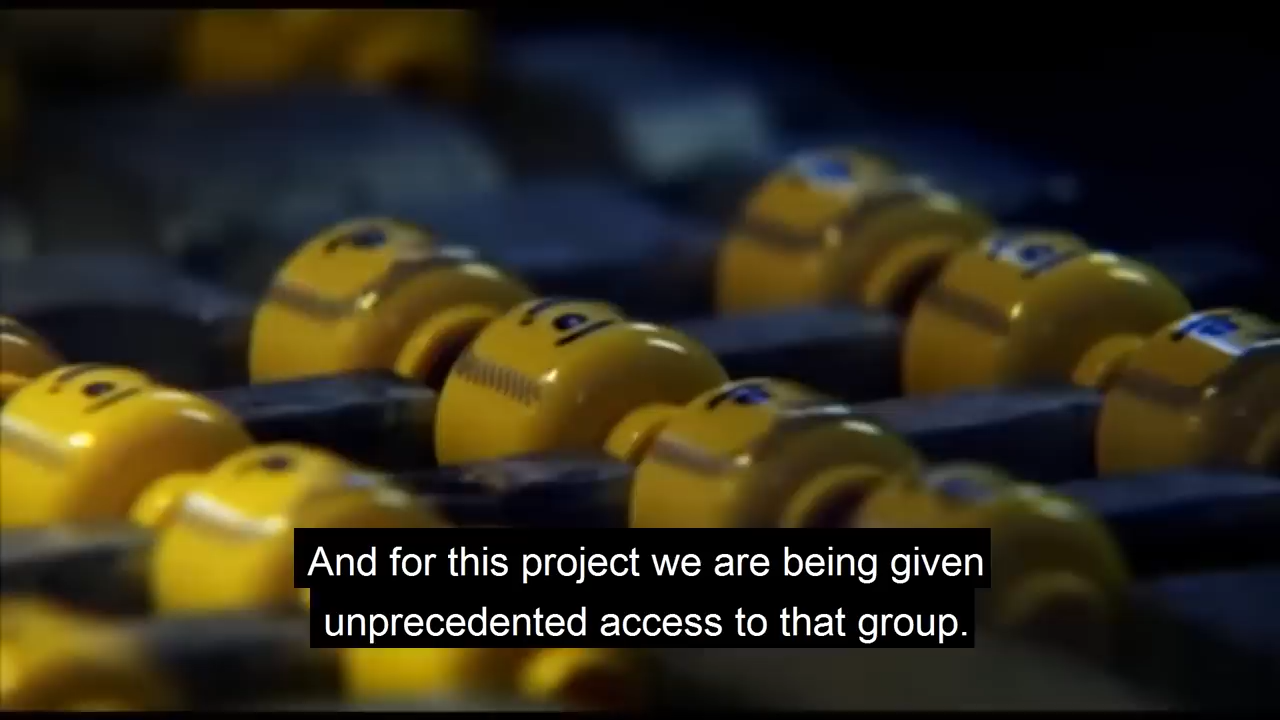 And for this project we are being given
unprecedented access to that group.